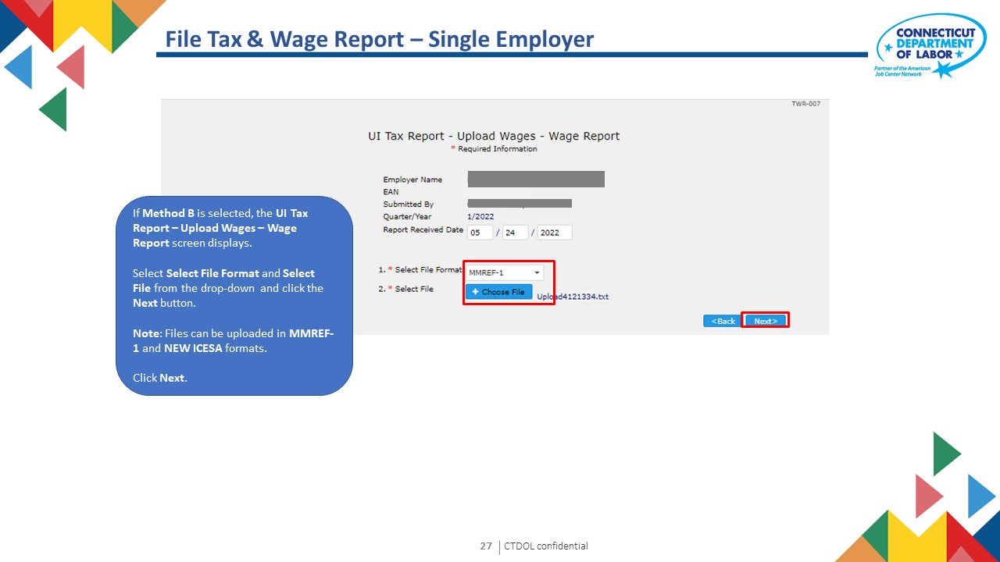 File Tax & Wage Report – Single Employer
CONNECTICUT
DEPARTMENT
OF LABOR
Partner of the American
Job Center Network
TWR-007
UI Tax Report - Upload Wages - Wage Report
* Required Information
Employer Name
EAN
Submitted By
Quarter/Year 1/2022
Report Received Date 05 / 24 / 2022
1. * Select File Format MMREF-1
2. * Select File + Choose File Upload4121334.txt
<Back Next>
If Method B is selected, the UI Tax
Report – Upload Wages – Wage
Report screen displays.
Select Select File Format and Select
File from the drop-down and click the
Next button.
Note: Files can be uploaded in MMREF-
1 and NEW ICESA formats.
Click Next.
27 CTDOL confidential